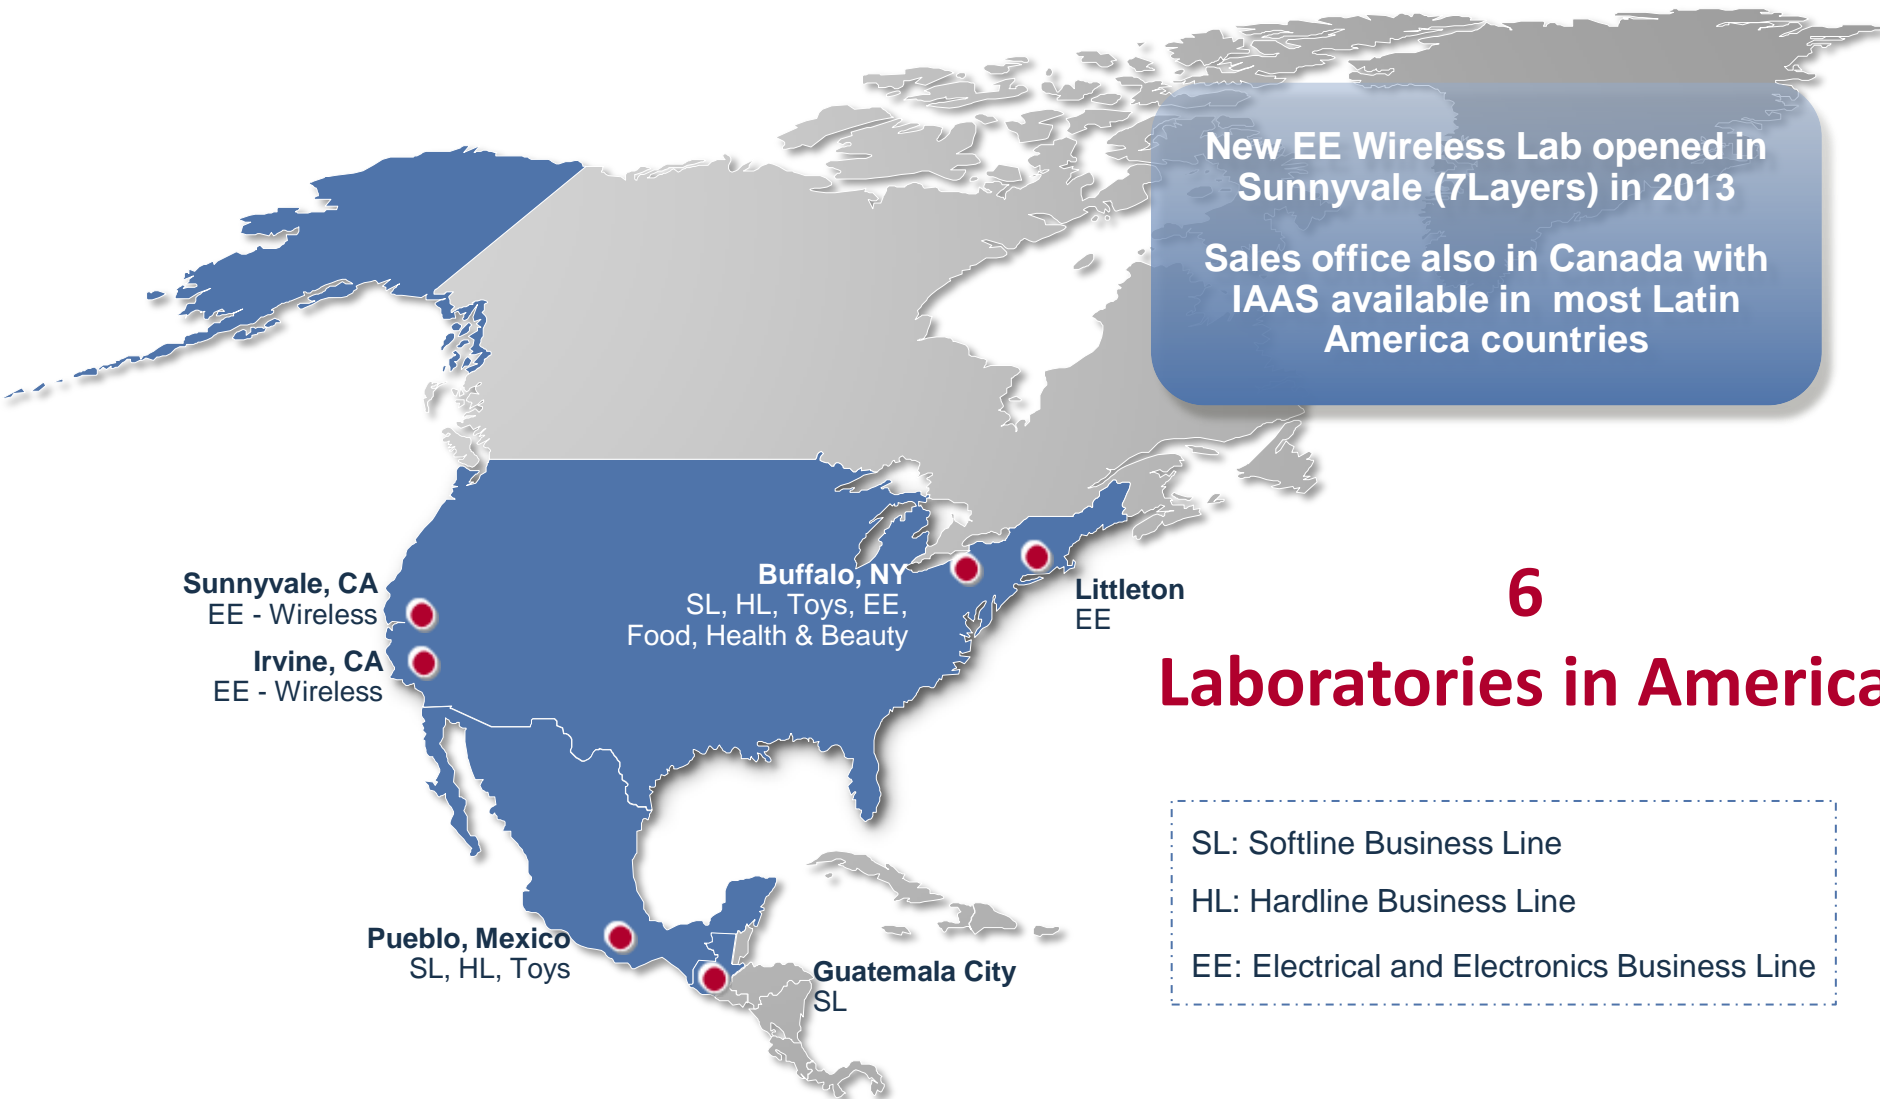 New EE Wireless Lab opened in
Sunnyvale (7Layers) in 2013
Sales office also in Canada with
IAAS available in most Latin
America countries
Sunnyvale, CA
EE - Wireless
Irvine, CA
EE - Wireless
Buffalo, NY
SL, HL, Toys, EE,
Food, Health & Beauty
Littleton
EE
6
Laboratories in America
Pueblo, Mexico
SL, HL, Toys
Guatemala City
SL
SL: Softline Business Line
HL: Hardline Business Line
EE: Electrical and Electronics Business Line